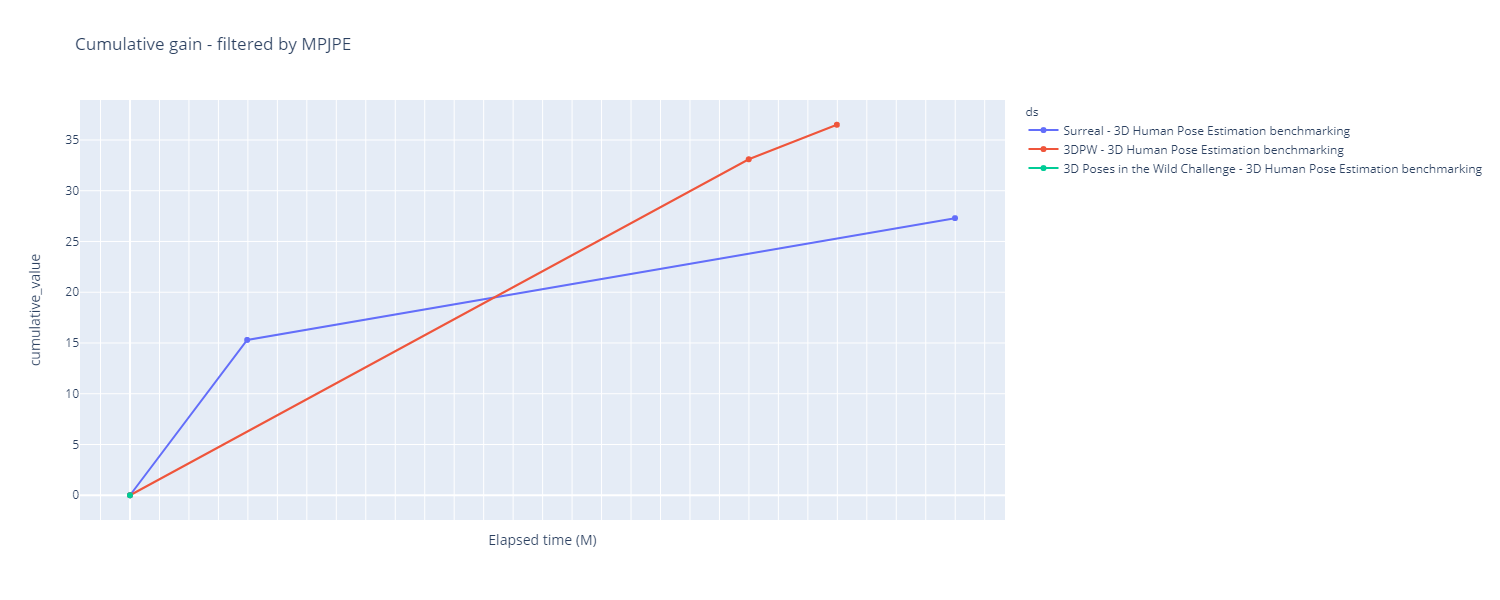 Cumulative gain - filtered by MPJPE
ds
Surreal - 3D Human Pose Estimation benchmarking
3DPW - 3D Human Pose Estimation benchmarking
3D Poses in the Wild Challenge - 3D Human Pose Estimation benchmarking
35
30
25
20
15
10
5
0
cumulative_value
Elapsed time (M)